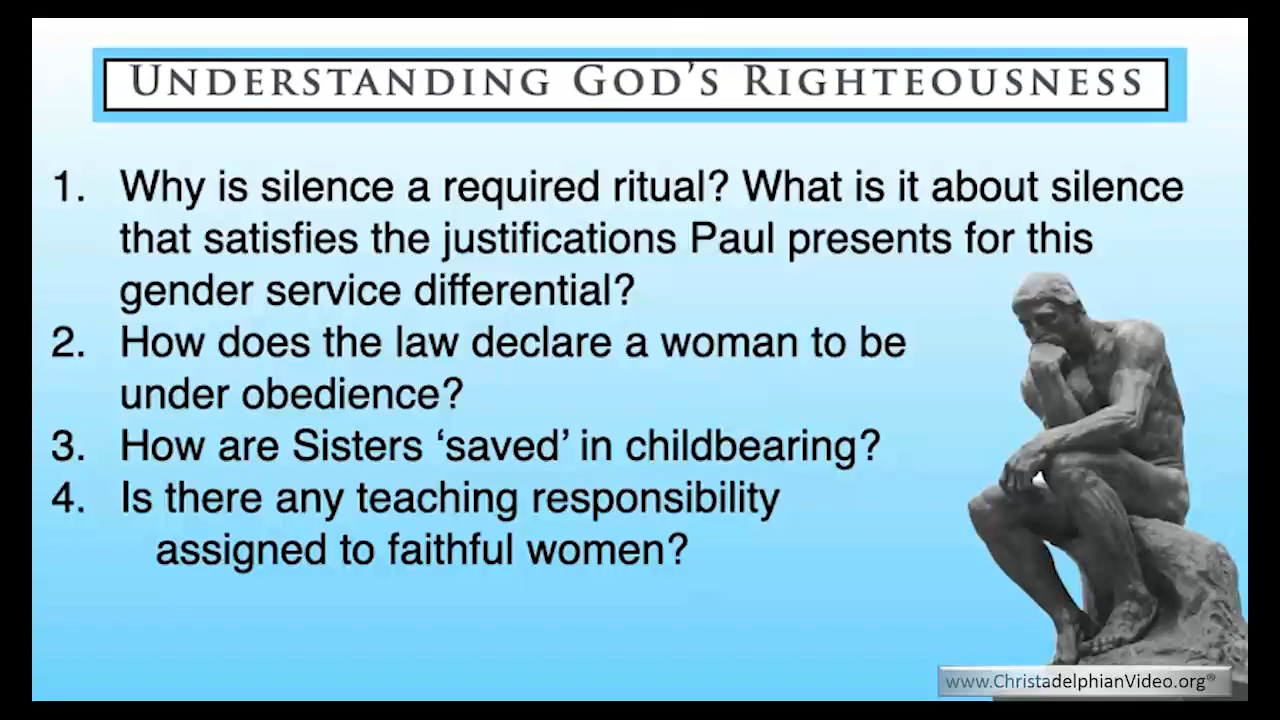 UNDERSTANDING GOD'S RIGHTEOUSNESS
1. Why is silence a required ritual? What is it about silence
that satisfies the justifications Paul presents for this
gender service differential?
2. How does the law declare a woman to be
under obedience?
3. How are Sisters ‘saved’ in childbearing?
4. Is there any teaching responsibility
assigned to faithful women?
www.ChristadelphianVideo.org®